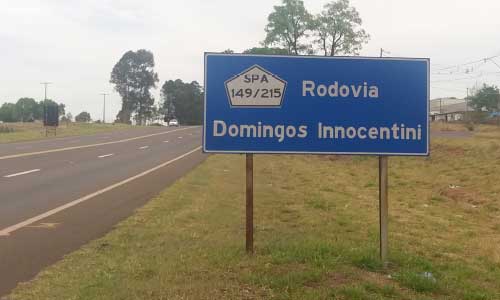 SPA
149/215
Rodovia
Domingos Innocentini